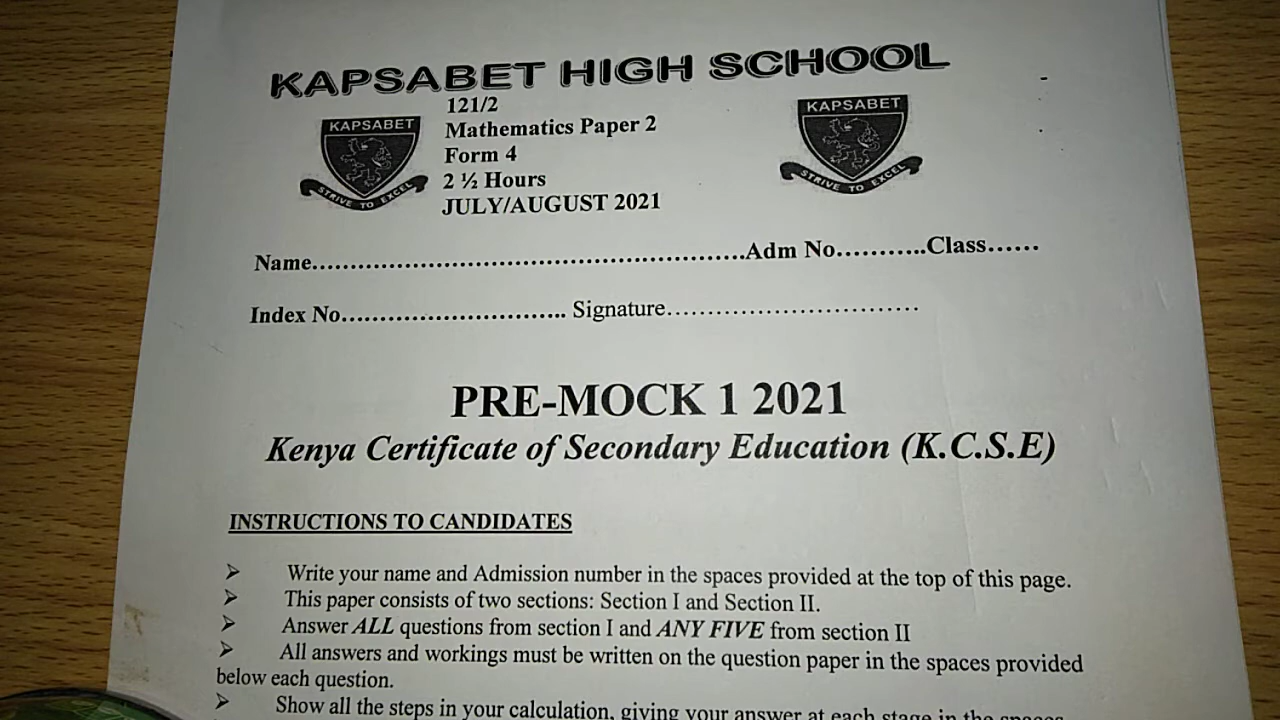 KAPSABET HIGH SCHOOL
121/2
KAPSABET
STRIVE TO EXCEL
Mathematics Paper 2
Form 4
2 ½ Hours
JULY/AUGUST 2021
KAPSABET
STRIVE TO EXCEL
Name..................................................................Adm No...........Class......
Index No............................... Signature...............................
PRE-MOCK 1 2021
Kenya Certificate of Secondary Education (K.C.S.E)
INSTRUCTIONS TO CANDIDATES
➢ Write your name and Admission number in the spaces provided at the top of this page.
➢ This paper consists of two sections: Section I and Section II.
➢ Answer ALL questions from section I and ANY FIVE from section II
➢ All answers and workings must be written on the question paper in the spaces provided
below each question.
➢ Show all the steps in your calculation, giving your answer at each stage in the spaces